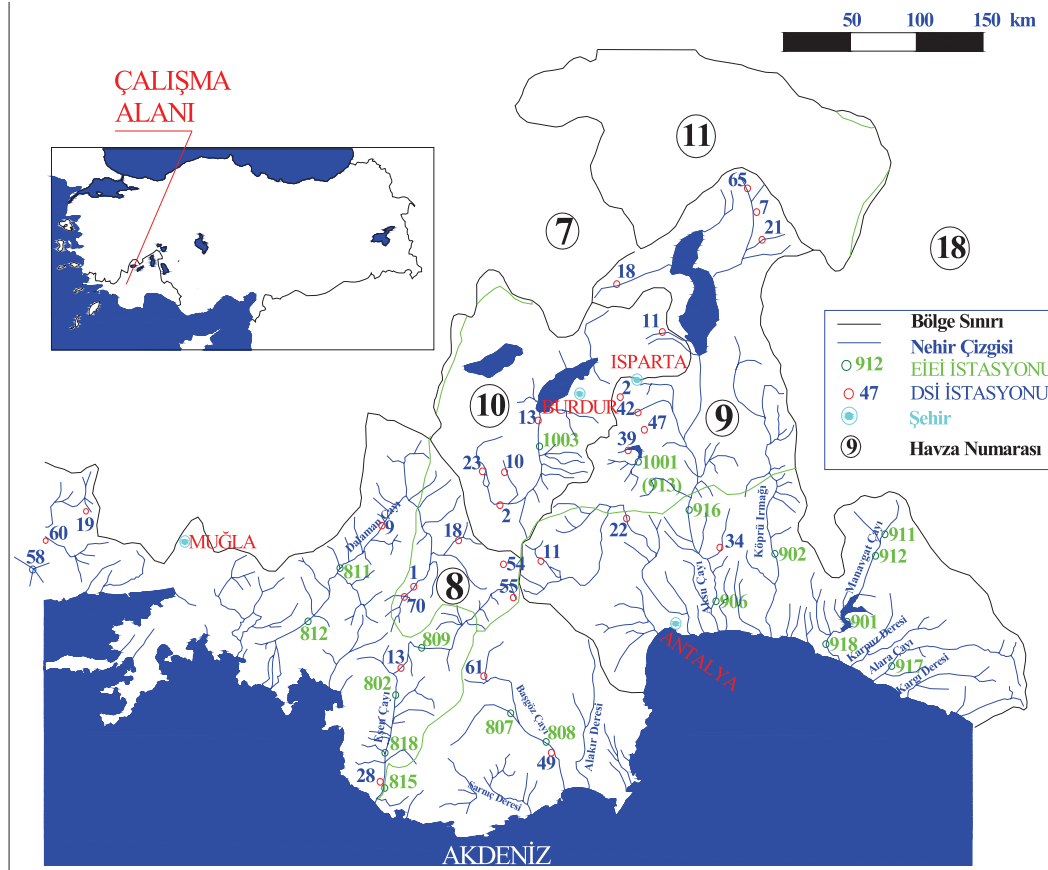 50 100 150 km
ÇALIŞMA
ALANI
11
65
7
7
21
18
18
11
Bölge Sınırı
Nehir Çizgisi
912 EİEİ İSTASYONU
47 DSİ İSTASYONU
Şehir
9 Havza Numarası
ISPARTA
2
BURDUR
42
10
13
47
9
1003
39
1001
(913)
23
10
2
916
22
Köprü Irmağı
19
60
MUĞLA
58
Dalaman Çayı
9
18
811
54
11
34
902
Manavgat Çayı
911
912
1
8
55
70
Aksu Çayı
906
812
809
901
918
Karpuz Deresi
ANTALYA
Alara Çayı
917
Kargı Deresi
13
61
802
Eşen Çayı
807
Başgöz Çayı
808
49
Alakır Deresi
818
28
815
Sarnıç Deresi
AKDENİZ